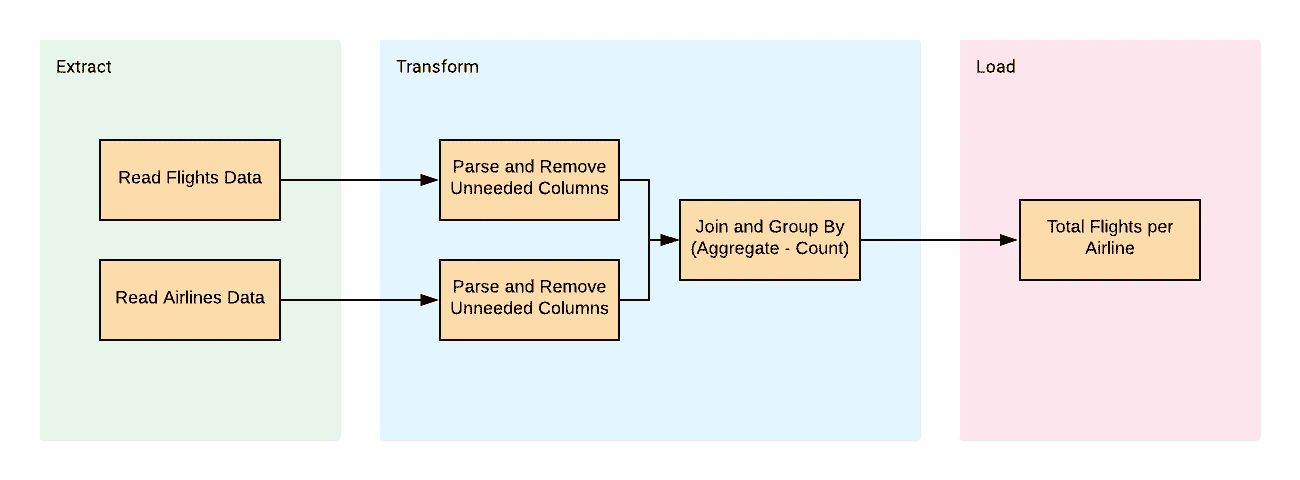 Extract
Read Flights Data
Read Airlines Data
Transform
Parse and Remove
Unneeded Columns
Parse and Remove
Unneeded Columns
Join and Group By
(Aggregate - Count)
Load
Total Flights per
Airline